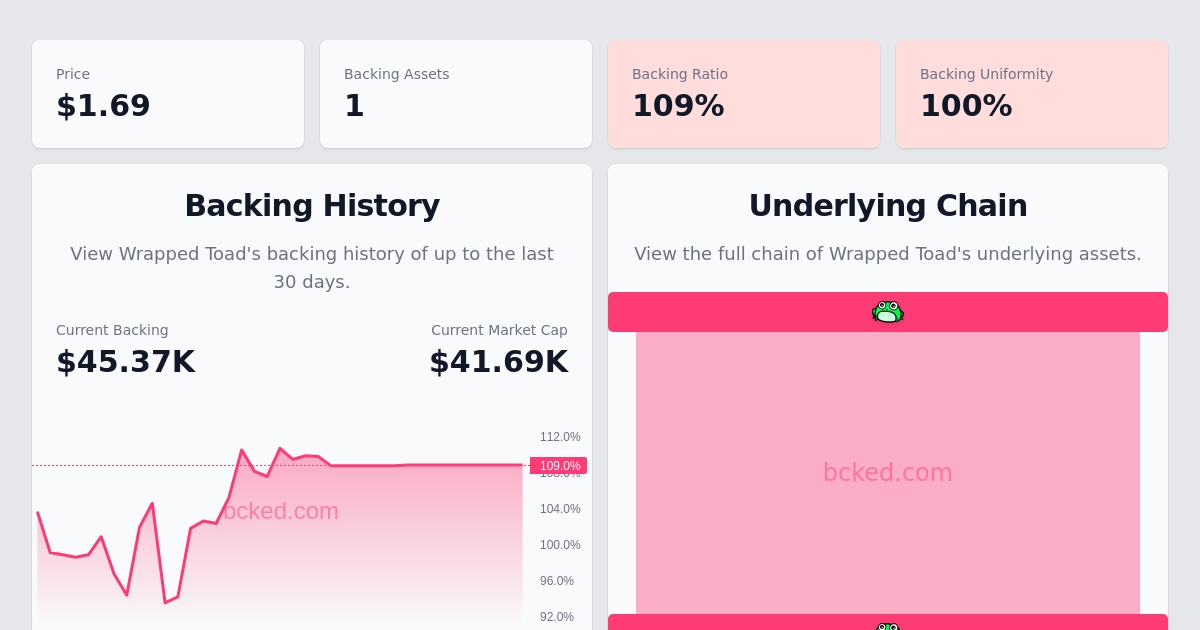 Price
$1.69
Backing Assets
1
Backing Ratio
109%
Backing Uniformity
100%
Backing History
View Wrapped Toad's backing history of up to the last
30 days.
Current Backing
$45.37K
Current Market Cap
$41.69K
112.0%
109.0%
108.0%
104.0%
100.0%
96.0%
92.0%
bcked.com
Underlying Chain
View the full chain of Wrapped Toad's underlying assets.
bcked.com